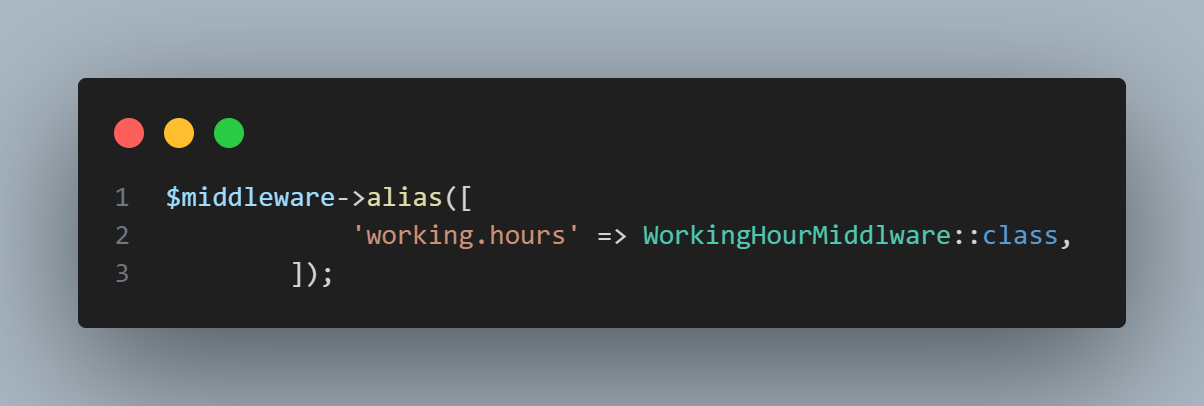 1 $middleware->alias([
2 'working.hours' => WorkingHourMiddlware::class,
3 ]);